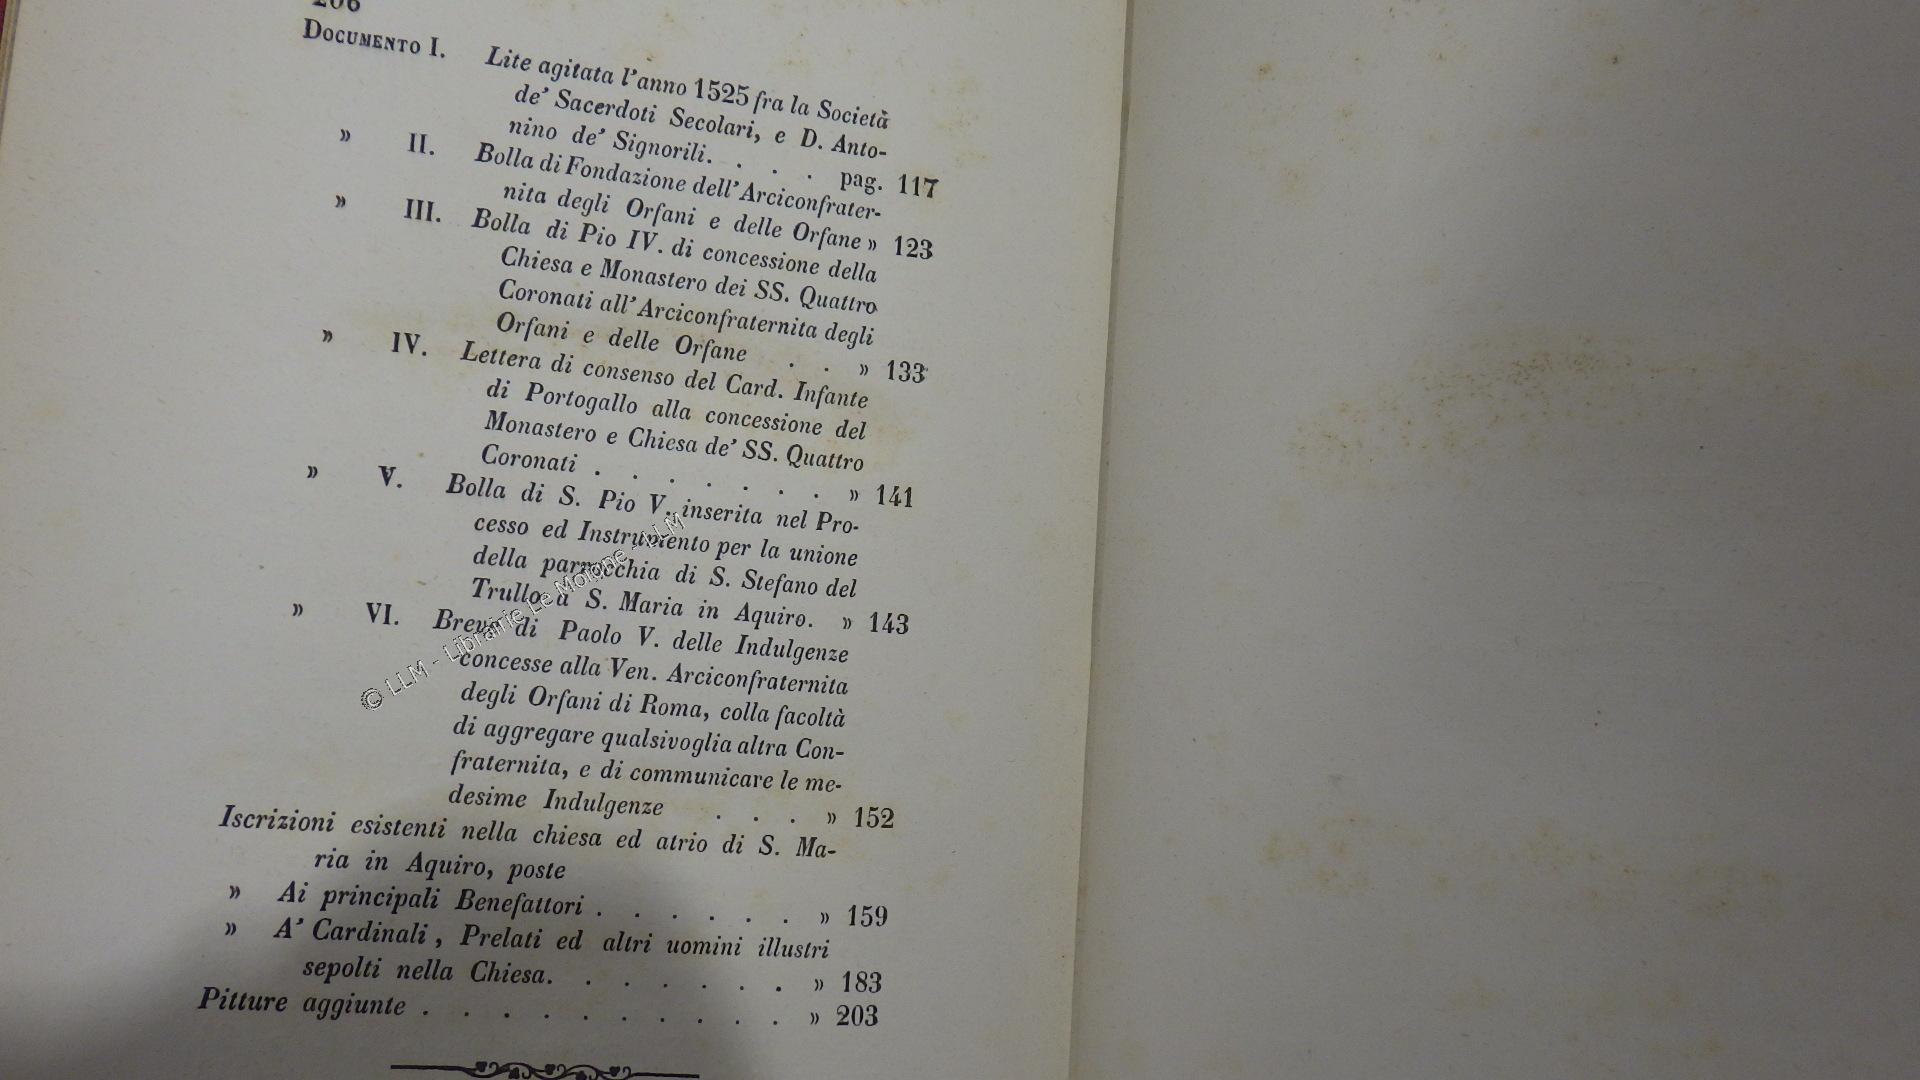 206
DOCUMENTO I. Lite agitata l'anno 1525 fra la Società
de' Sacerdoti Secolari, e D. Anto-
nino de' Signorili. . . . pag. 117
» II. Bolla di Fondazione dell'Arciconfrater-
nita degli Orfani e delle Orfane » 123
» III. Bolla di Pio IV. di concessione della
Chiesa e Monastero dei SS. Quattro
Coronati all'Arciconfraternita degli
Orfani e delle Orfane . . » 133
» IV. Lettera di consenso del Card. Infante
di Portogallo alla concessione del
Monastero e Chiesa de' SS. Quattro
Coronati . . . . . . . » 141
» V. Bolla di S. Pio V. inserita nel Pro-
cesso ed Instrumento per la unione
della parrocchia di S. Stefano del
Trullo a S. Maria in Aquiro. » 143
» VI. Breve di Paolo V. delle Indulgenze
concesse alla Ven. Arciconfraternita
degli Orfani di Roma, colla facoltà
di aggregare qualsivoglia altra Con-
fraternita, e di communicare le me-
desime Indulgenze . . . » 152
Iscrizioni esistenti nella chiesa ed atrio di S. Ma-
ria in Aquiro, poste
» Ai principali Benefattori . . . . . . » 159
» A' Cardinali, Prelati ed altri uomini illustri
sepolti nella Chiesa. . . . . . . » 183
Pitture aggiunte . . . . . . . . . . » 203
© LLM - Librairie Le Moione - LLM